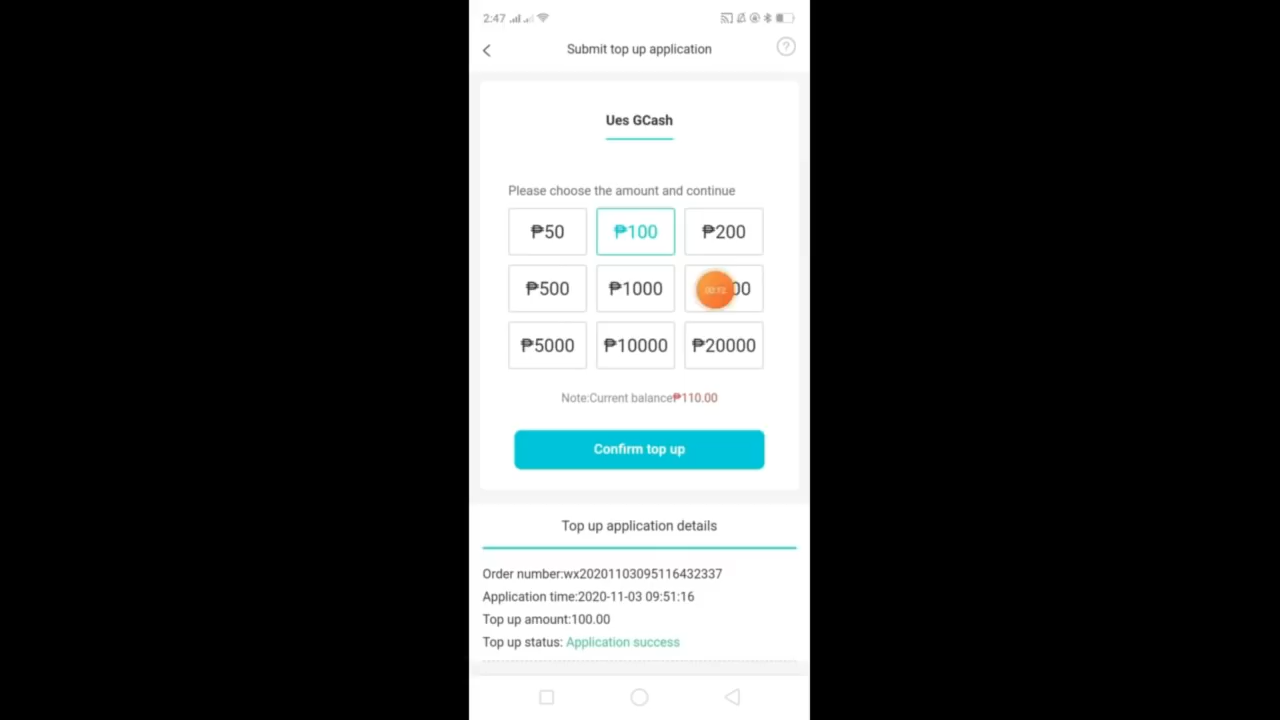 2:47
Submit top up application
?
Ues GCash
Please choose the amount and continue
₱50 ₱100 ₱200
₱500 ₱1000 00
₱5000 ₱10000 ₱20000
Note:Current balance₱110.00
Confirm top up
Top up application details
Order number:wx20201103095116432337
Application time:2020-11-03 09:51:16
Top up amount:100.00
Top up status: Application success